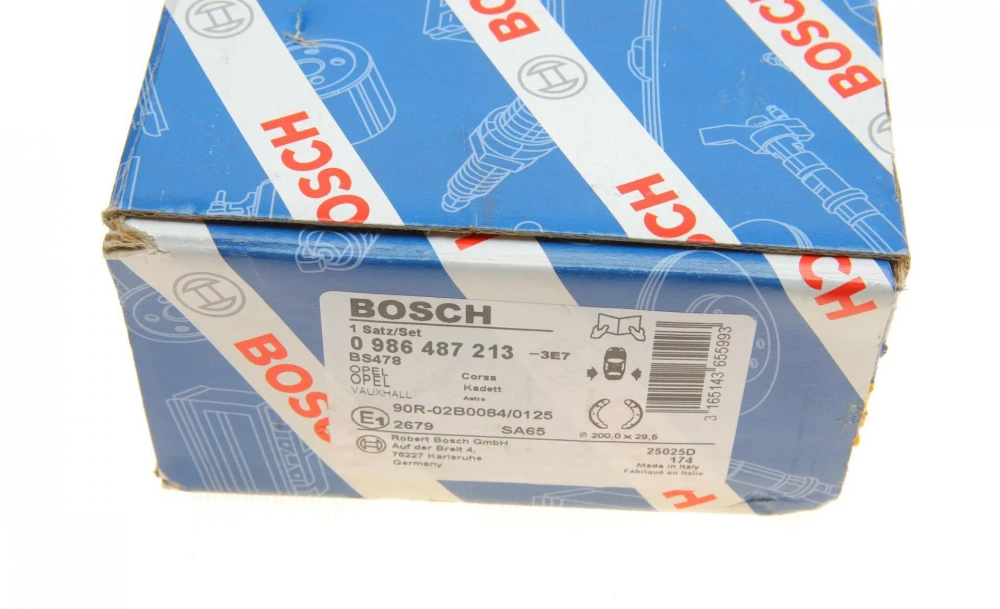 BOSCH
BOSCH
BOSCH
BOSCH
BOSCH
BOSCH
BOSCH
1 Satz/Set
0 986 487 213 -3E7
BS478
OPEL Corsa
OPEL Kadett
VAUXHALL Astra
E1 90R-02B0084/0125
2679 SA65
Ø 200,0 x 29,5
Robert Bosch GmbH
Auf der Breit 4,
76227 Karlsruhe
Germany
25025D
174
Made in Italy
Fabriqué en Italie
3 165143 655993